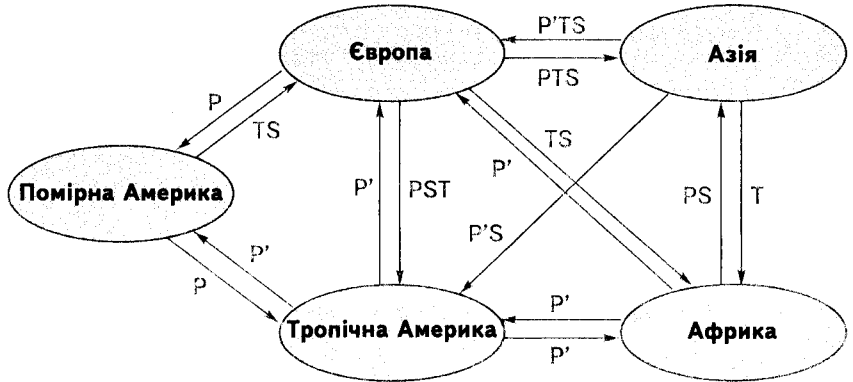 P'TS
Європа
Азія
PTS
P
TS
TS
P'
Помірна Америка
P'
PST
PS
T
P'S
P'
P
P'
Тропічна Америка
Африка
P'